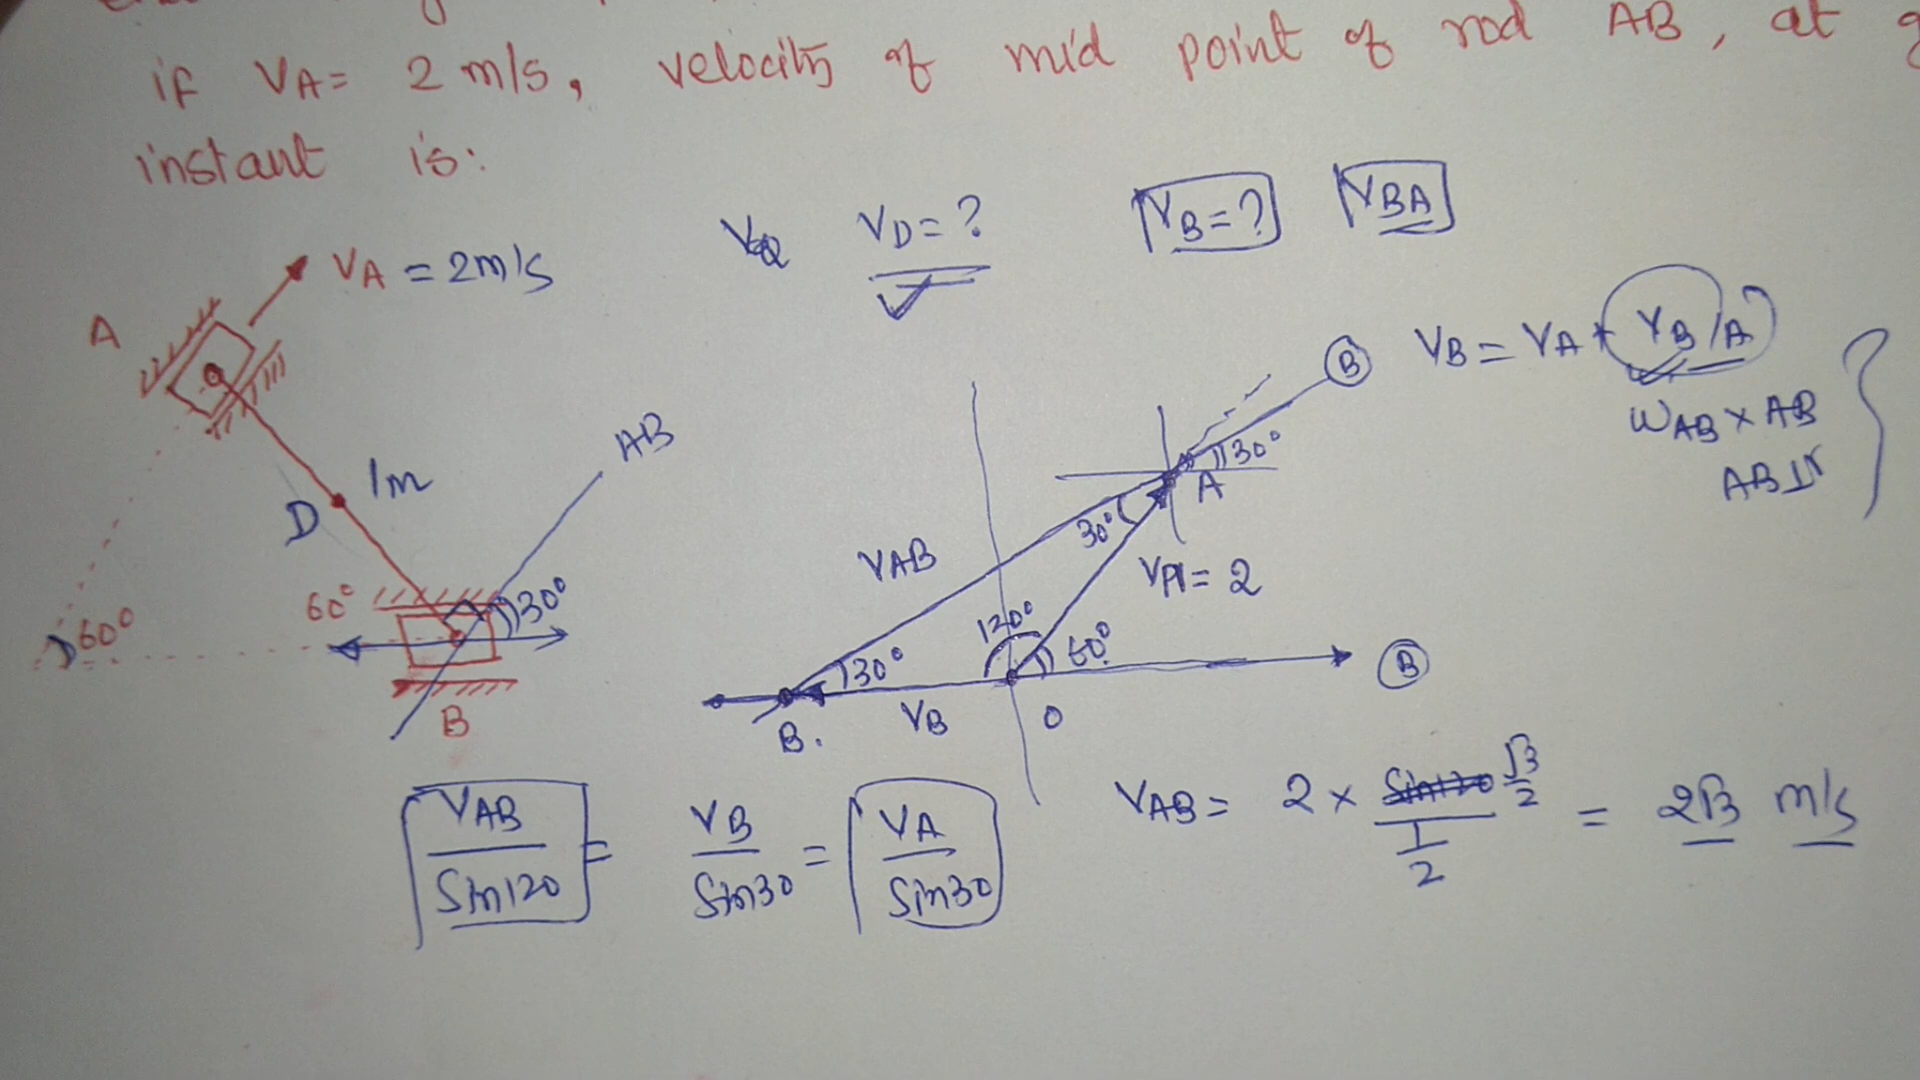 if VA = 2 m/s, velocity of mid point of rod AB, at
instant is:
VD = ?
VB = ?
VBA
VA = 2m/s
A
1m
D
AB
60°
60°
30°
B
VB = VA + VB/A
WAB × AB
B
30°
A
30°
VAB
VA = 2
120°
60°
30°
B
B.
VB
O
VAB/Sin120 = VB/Sin30 = VA/Sin30
VAB = 2 × √3/2 / 1/2 = 2√3 m/s